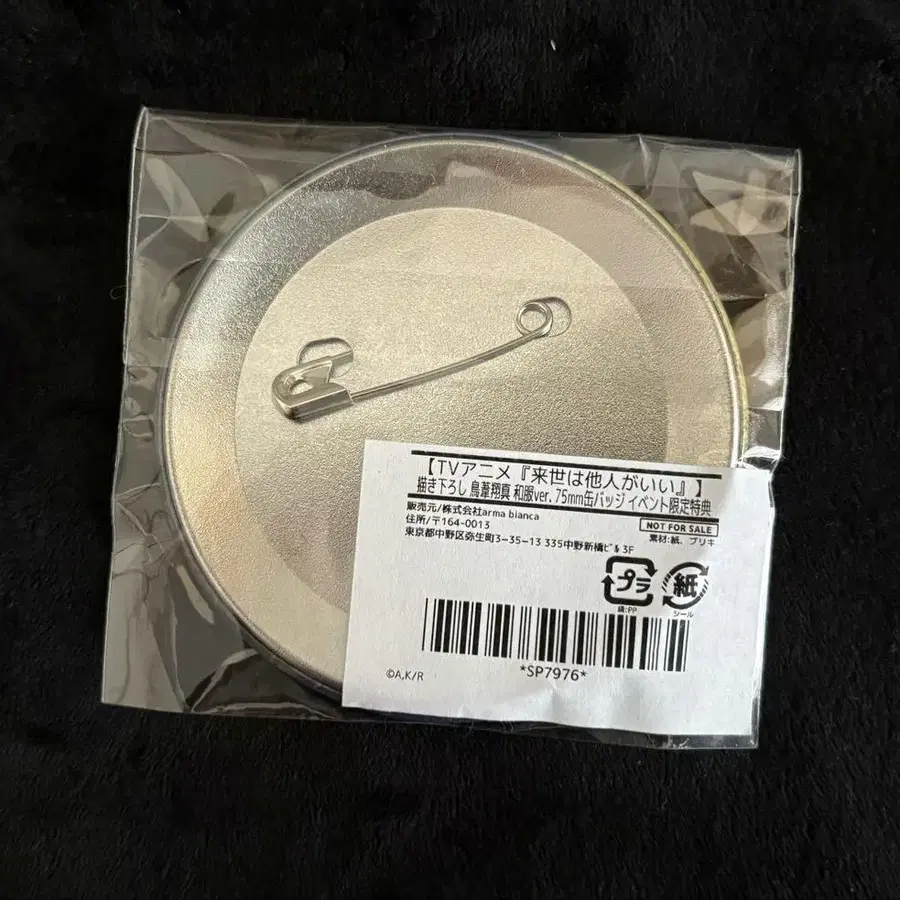 【TVアニメ『来世は他人がいい』】
描き下ろし 鳥葦翔真 和服ver. 75mm缶バッジ イベント限定特典
販売元/株式会社arma bianca
NOT FOR SALE
住所/〒164-0013
素材:紙、ブリキ
東京都中野区弥生町3-35-13 335中野新橋ビル3F
プラ
紙
袋:PP
シール
*SP7976*
©A,K/R